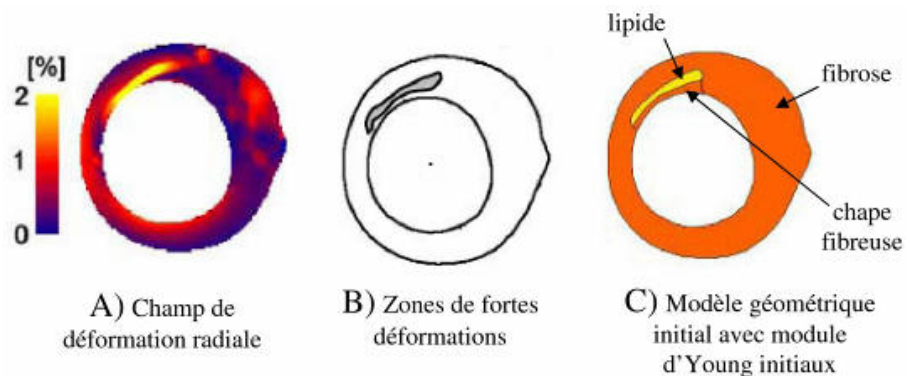 [%]
2
1
0
lipide
fibrose
chape
fibreuse
A) Champ de
déformation radiale
B) Zones de fortes
déformations
C) Modèle géométrique
initial avec module
d'Young initiaux